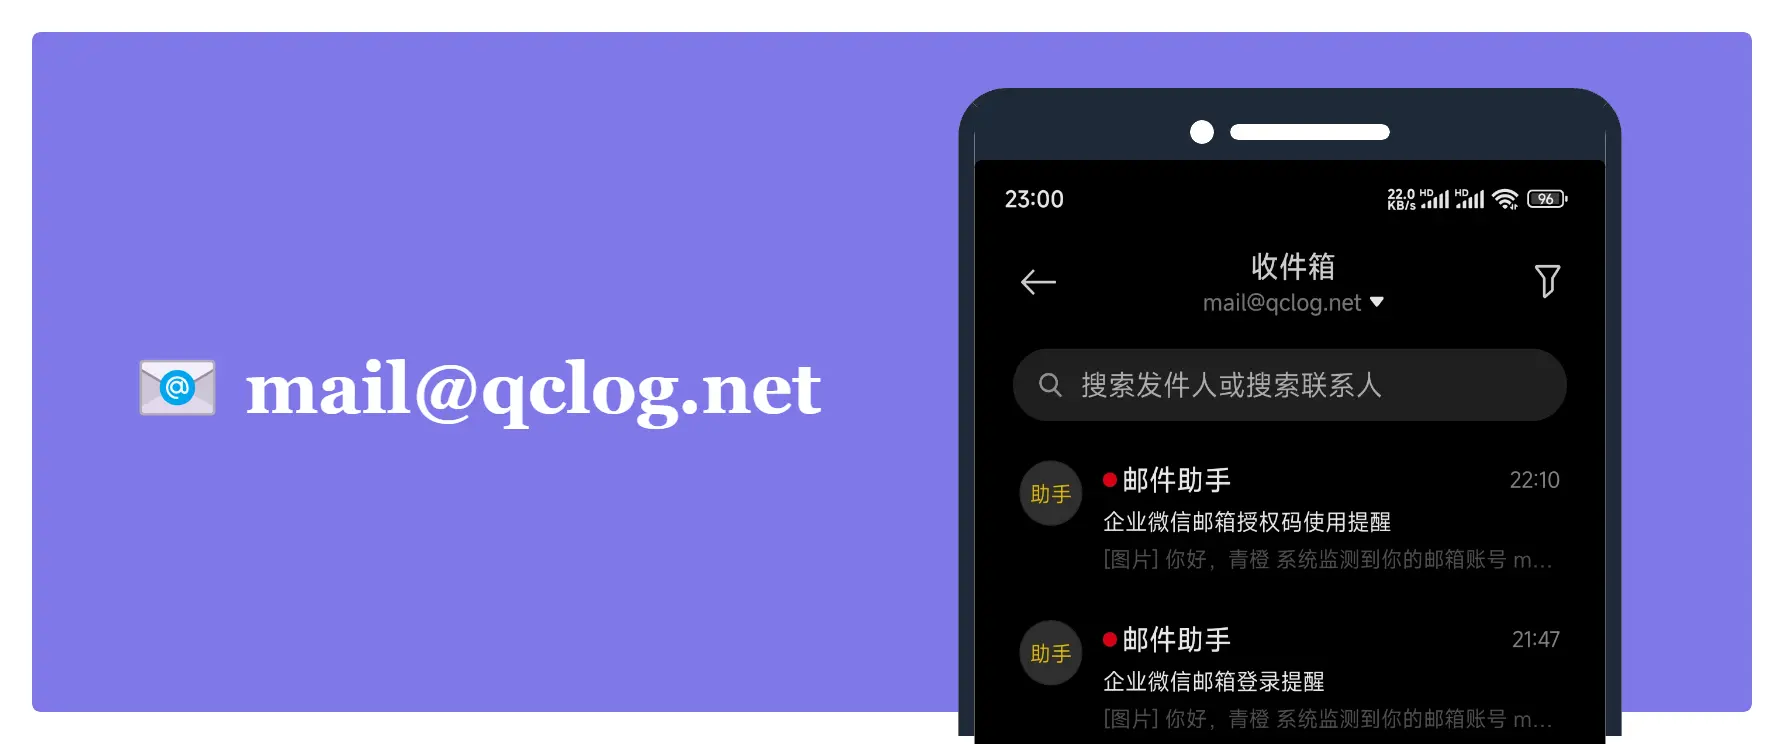 mail@qclog.net
23:00 22.0 KB/s HD HD 96
收件箱
mail@qclog.net
搜索发件人或搜索联系人
助手 邮件助手 22:10
企业微信邮箱授权码使用提醒
[图片] 你好，青橙 系统监测到你的邮箱账号 m...
助手 邮件助手 21:47
企业微信邮箱登录提醒
[图片] 你好，青橙 系统监测到你的邮箱账号 m...